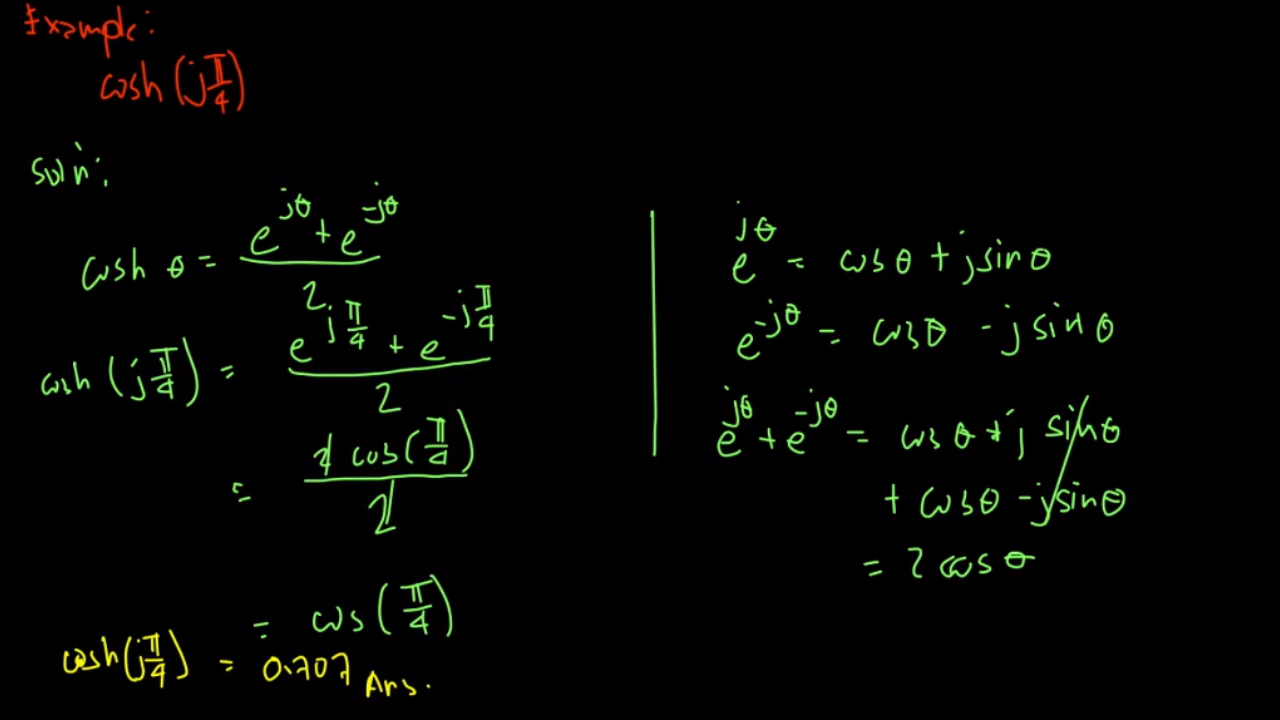 Example:
cosh (jπ/4)
Soln:
cosh θ = (e^{jθ} + e^{-jθ})/2
cosh (jπ/4) = (e^{jπ/4} + e^{-jπ/4})/2
= 2 cos(π/4)/2
= cos (π/4)
cosh(jπ/4) = 0.707 Ans.
e^{jθ} = cosθ + jsinθ
e^{-jθ} = cosθ - jsinθ
e^{jθ} + e^{-jθ} = cosθ + j sinθ
+ cosθ - jsinθ
= 2 cosθ